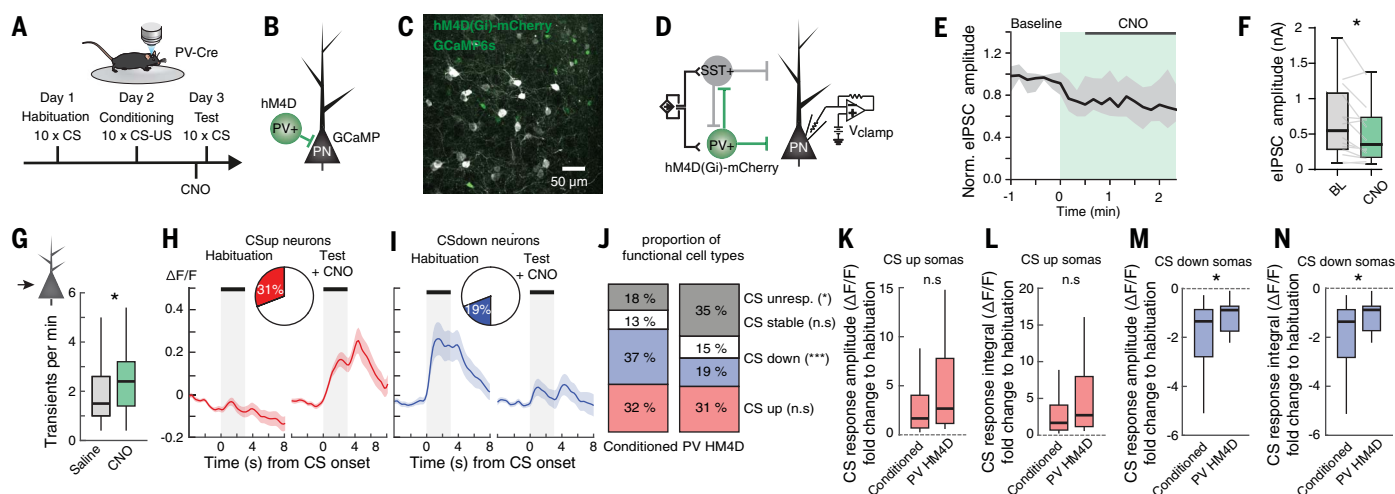 A
PV-Cre
Day 1
Habituation
10 x CS
Day 2
Conditioning
10 x CS-US
Day 3
Test
10 x CS
CNO
B
hM4D
PV+
PN
GCaMP
C
hM4D(Gi)-mCherry
GCaMP6s
50 µm
D
SST+
PV+
PN
Vclamp
hM4D(Gi)-mCherry
E
Baseline
CNO
Norm. eIPSC amplitude
1.2
0.8
0.4
0.0
-1
0
1
2
Time (min)
F
*
eIPSC amplitude (nA)
2
1.5
1
0.5
0
BL
CNO
G
*
Transients per min
6
4
2
0
Saline
CNO
H
CSup neurons
Habituation
Test
+ CNO
31%
ΔF/F
0.4
0.2
0
-0.2
-4 0 4 8
-4 0 4 8
Time (s) from CS onset
I
CSdown neurons
Habituation
Test
+ CNO
19%
-4 0 4 8
-4 0 4 8
Time (s) from CS onset
J
proportion of
functional cell types
18 %
13 %
37 %
32 %
35 %
15 %
19 %
31 %
CS unresp. (*)
CS stable (n.s)
CS down (***)
CS up (n.s)
Conditioned
PV HM4D
K
CS up somas
n.s
CS response amplitude (ΔF/F)
fold change to habituation
15
10
5
0
Conditioned
PV HM4D
L
CS up somas
n.s
CS response integral (ΔF/F)
fold change to habituation
20
15
10
5
0
Conditioned
PV HM4D
M
CS down somas
*
CS response amplitude (ΔF/F)
fold change to habituation
0
-2
-4
-6
Conditioned
PV HM4D
N
CS down somas
*
CS response integral (ΔF/F)
fold change to habituation
0
-2
-4
-6
Conditioned
PV HM4D